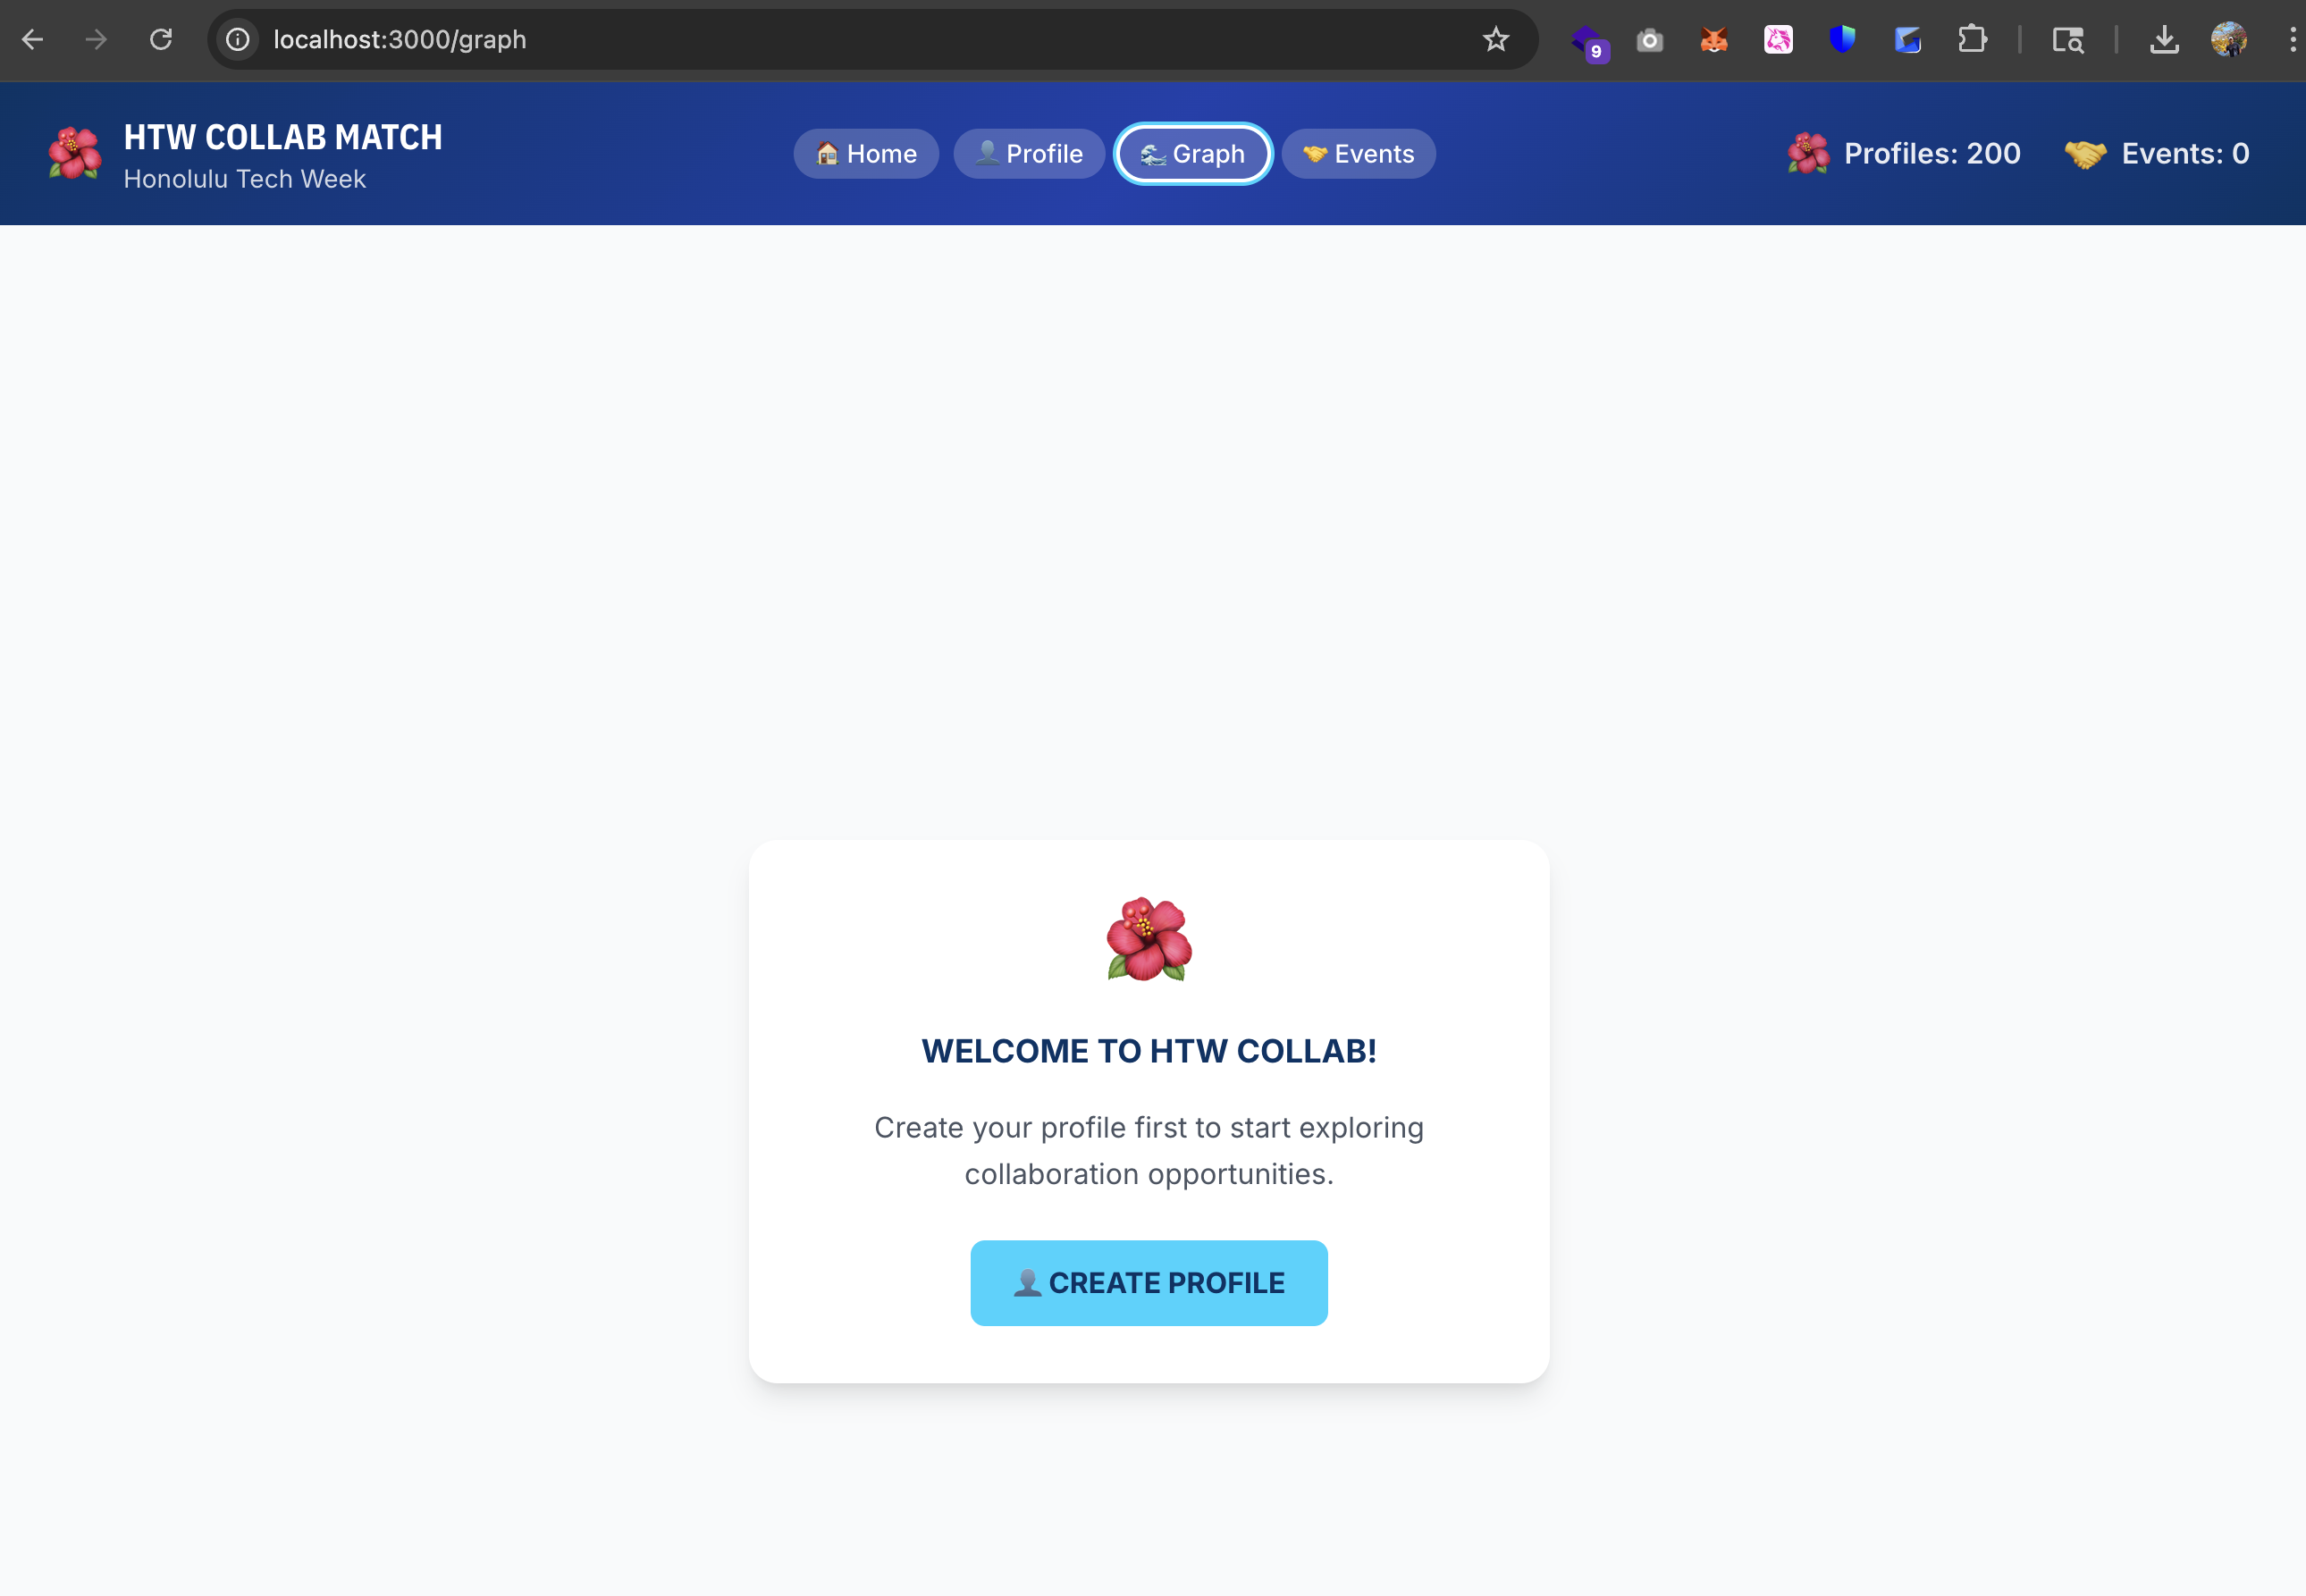 localhost:3000/graph
9
HTW COLLAB MATCH
Honolulu Tech Week
Home
Profile
Graph
Events
Profiles: 200
Events: 0
WELCOME TO HTW COLLAB!
Create your profile first to start exploring
collaboration opportunities.
CREATE PROFILE